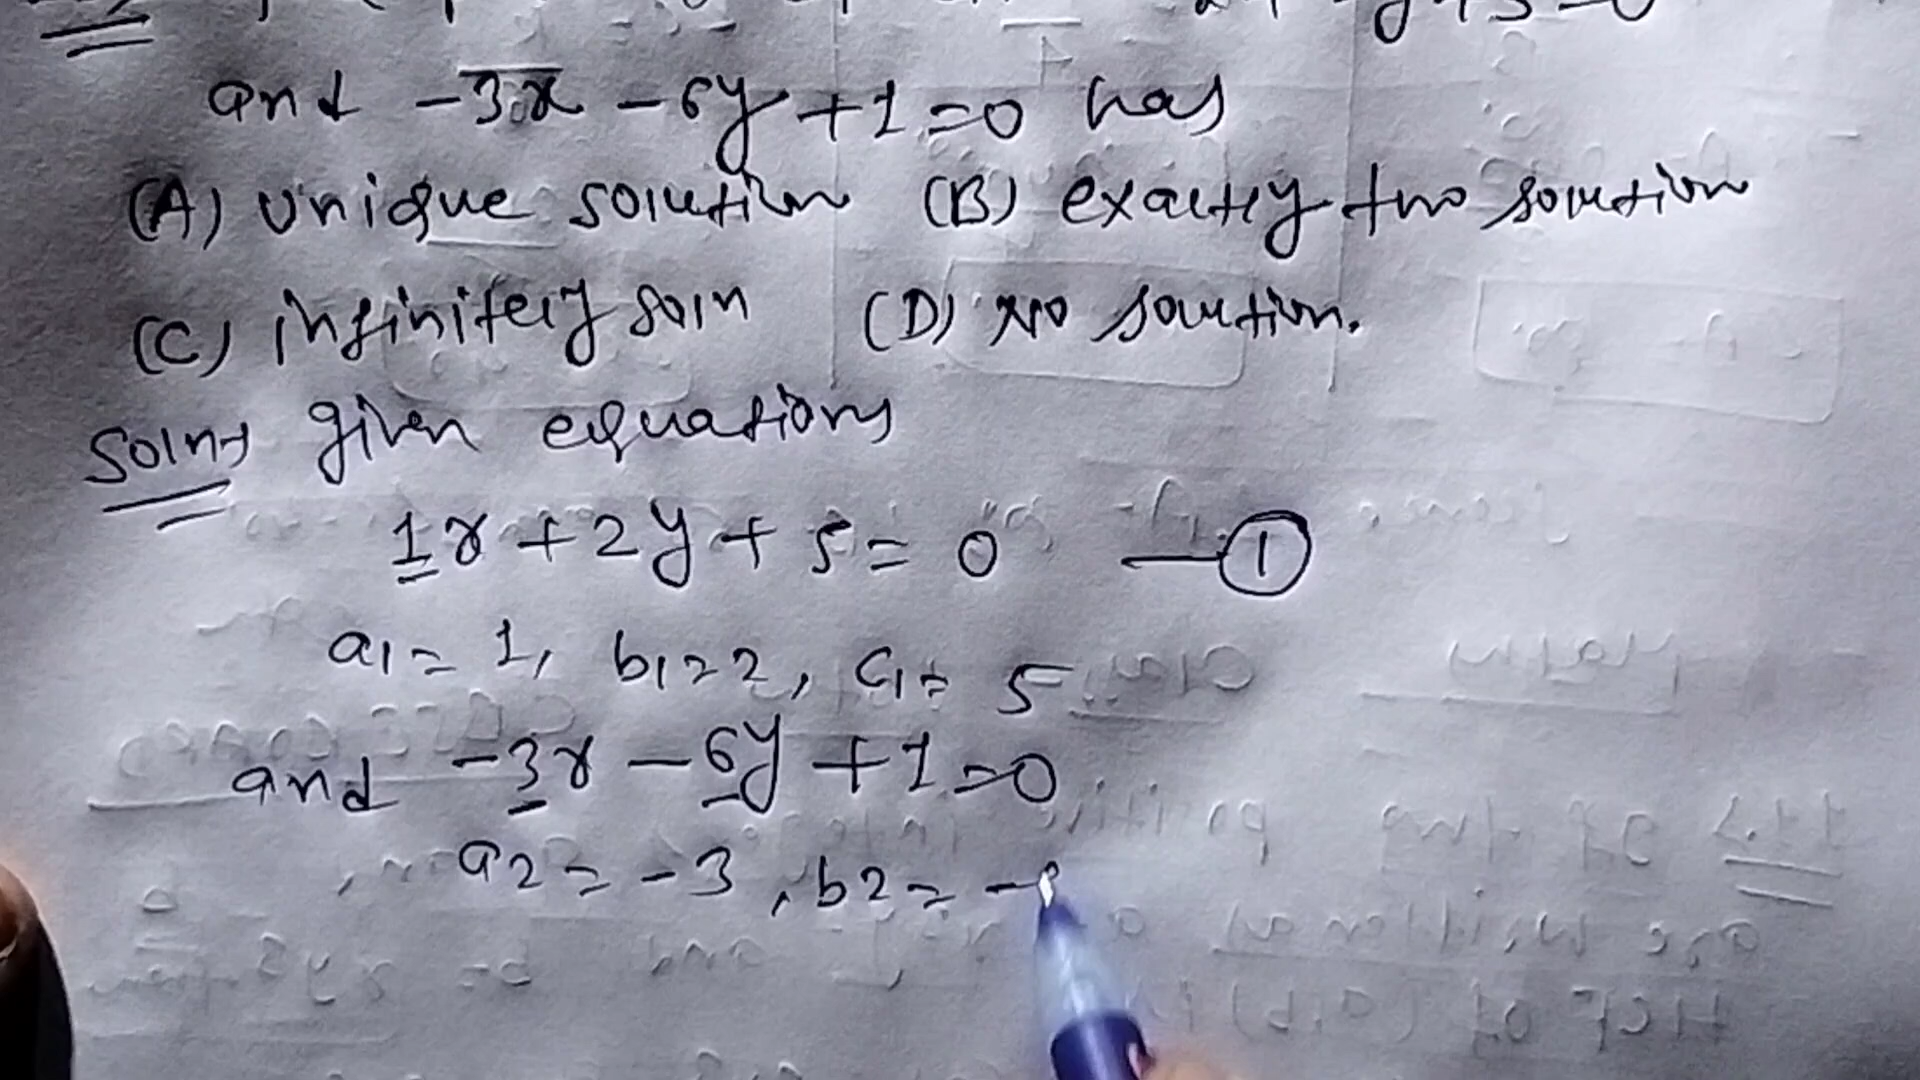 and -3x - 6y + 1 = 0 has
(A) unique solution (B) exactly two solution
(C) infinitely soln (D) No solution.
Soln given equations
1x + 2y + 5 = 0 — ①
a1 = 1, b1 = 2, c1 = 5
and -3x - 6y + 1 = 0
a2 = -3, b2 = -